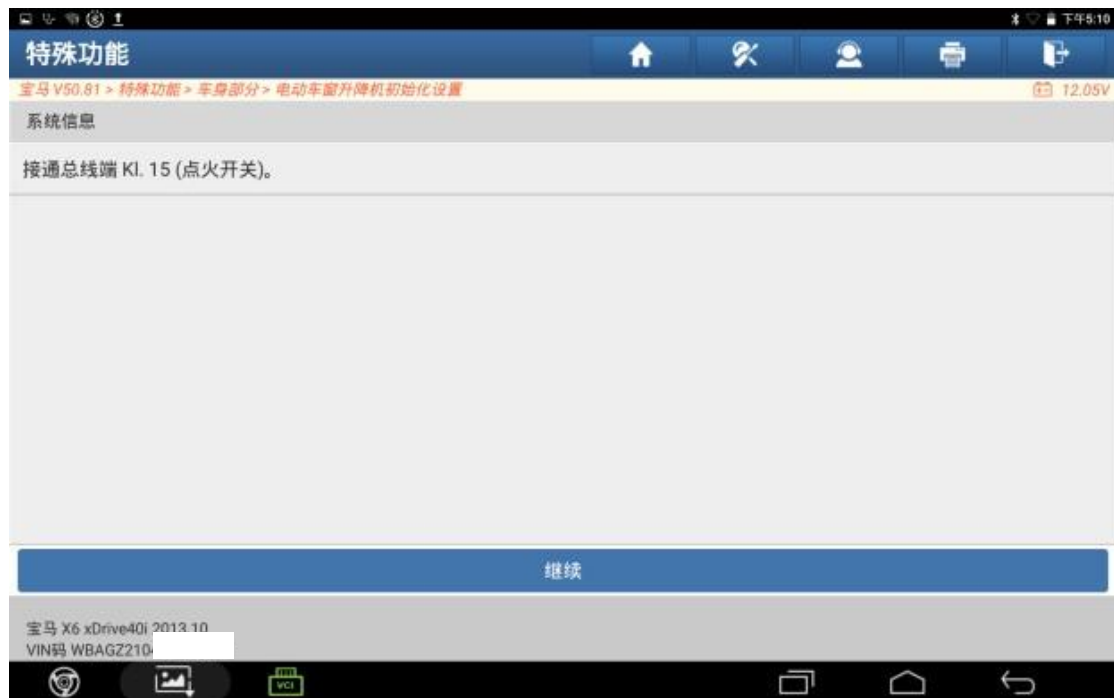 下午5:10
特殊功能
宝马 V50.81 > 特殊功能 > 车身部分 > 电动车窗升降机初始化设置
12.05V
系统信息
接通总线端 Kl. 15 (点火开关)。
继续
宝马 X6 xDrive40i 2013.10
VIN码 WBAGZ210
VCI